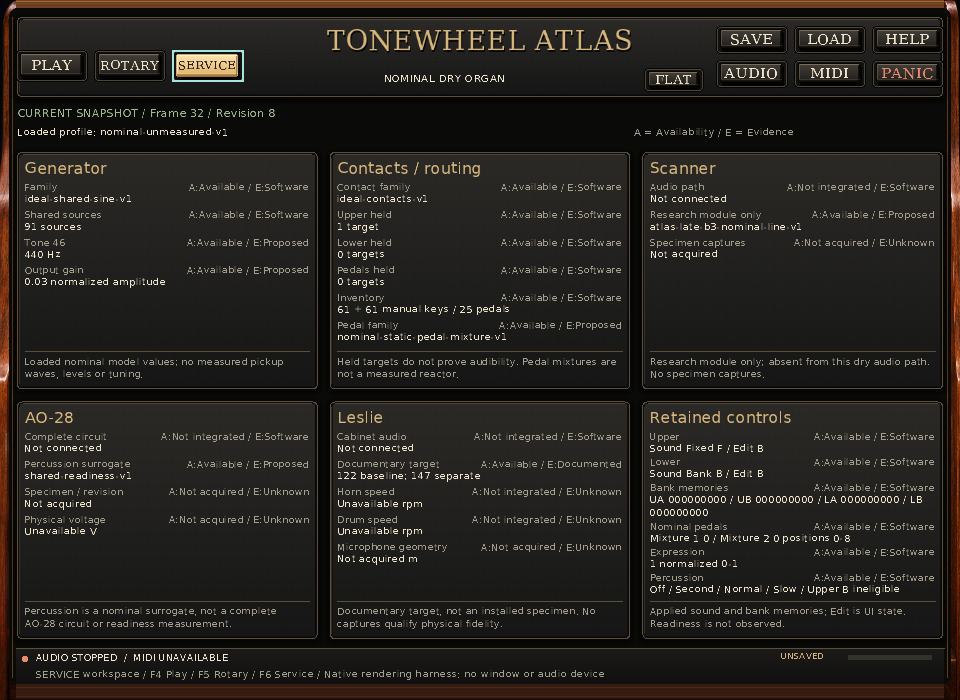 TONEWHEEL ATLAS
SAVE LOAD HELP
PLAY ROTARY SERVICE
NOMINAL DRY ORGAN
FLAT AUDIO MIDI PANIC
CURRENT SNAPSHOT / Frame 32 / Revision 8
Loaded profile: nominal-unmeasured-v1
A = Availability / E = Evidence
Generator
Family A:Available / E:Software
ideal-shared-sine-v1
Shared sources A:Available / E:Software
91 sources
Tone 46 A:Available / E:Proposed
440 Hz
Output gain A:Available / E:Proposed
0.03 normalized amplitude
Loaded nominal model values; no measured pickup
waves, levels or tuning.
Contacts / routing
Contact family A:Available / E:Software
ideal-contacts-v1
Upper held A:Available / E:Software
1 target
Lower held A:Available / E:Software
0 targets
Pedals held A:Available / E:Software
0 targets
Inventory A:Available / E:Software
61 + 61 manual keys / 25 pedals
Pedal family A:Available / E:Proposed
nominal-static-pedal-mixture-v1
Held targets do not prove audibility. Pedal mixtures are
not a measured reactor.
Scanner
Audio path A:Not integrated / E:Software
Not connected
Research module only A:Available / E:Proposed
atlas-late-b3-nominal-line-v1
Specimen captures A:Not acquired / E:Unknown
Not acquired
Research module only; absent from this dry audio path.
No specimen captures.
AO-28
Complete circuit A:Not integrated / E:Software
Not connected
Percussion surrogate A:Available / E:Proposed
shared-readiness-v1
Specimen / revision A:Not acquired / E:Unknown
Not acquired
Physical voltage A:Not acquired / E:Unknown
Unavailable V
Percussion is a nominal surrogate, not a complete
AO-28 circuit or readiness measurement.
Leslie
Cabinet audio A:Not integrated / E:Software
Not connected
Documentary target A:Available / E:Documented
122 baseline; 147 separate
Horn speed A:Not integrated / E:Unknown
Unavailable rpm
Drum speed A:Not integrated / E:Unknown
Unavailable rpm
Microphone geometry A:Not acquired / E:Unknown
Not acquired m
Documentary target, not an installed specimen. No
captures qualify physical fidelity.
Retained controls
Upper A:Available / E:Software
Sound Fixed F / Edit B
Lower A:Available / E:Software
Sound Bank B / Edit B
Bank memories A:Available / E:Software
UA 000000000 / UB 000000000 / LA 000000000 / LB
000000000
Nominal pedals A:Available / E:Software
Mixture 1 0 / Mixture 2 0 positions 0-8
Expression A:Available / E:Software
1 normalized 0-1
Percussion A:Available / E:Software
Off / Second / Normal / Slow / Upper B ineligible
Applied sound and bank memories; Edit is UI state.
Readiness is not observed.
AUDIO STOPPED / MIDI UNAVAILABLE
UNSAVED
SERVICE workspace / F4 Play / F5 Rotary / F6 Service / Native rendering harness; no window or audio device